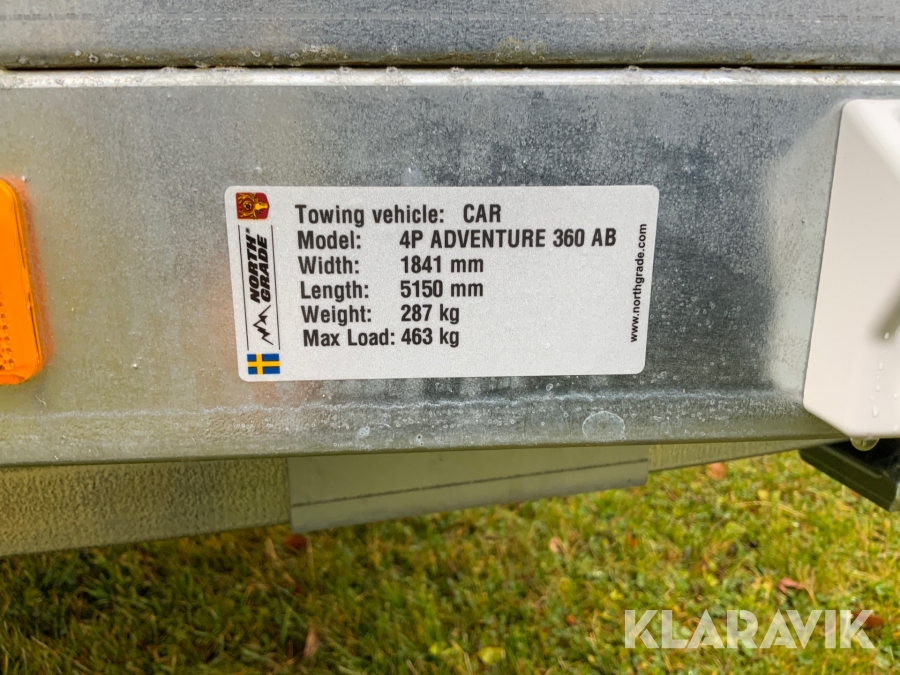 NORTH®
GRADE
Towing vehicle: CAR
Model: 4P ADVENTURE 360 AB
Width: 1841 mm
Length: 5150 mm
Weight: 287 kg
Max Load: 463 kg
www.northgrade.com
KLARAVIK